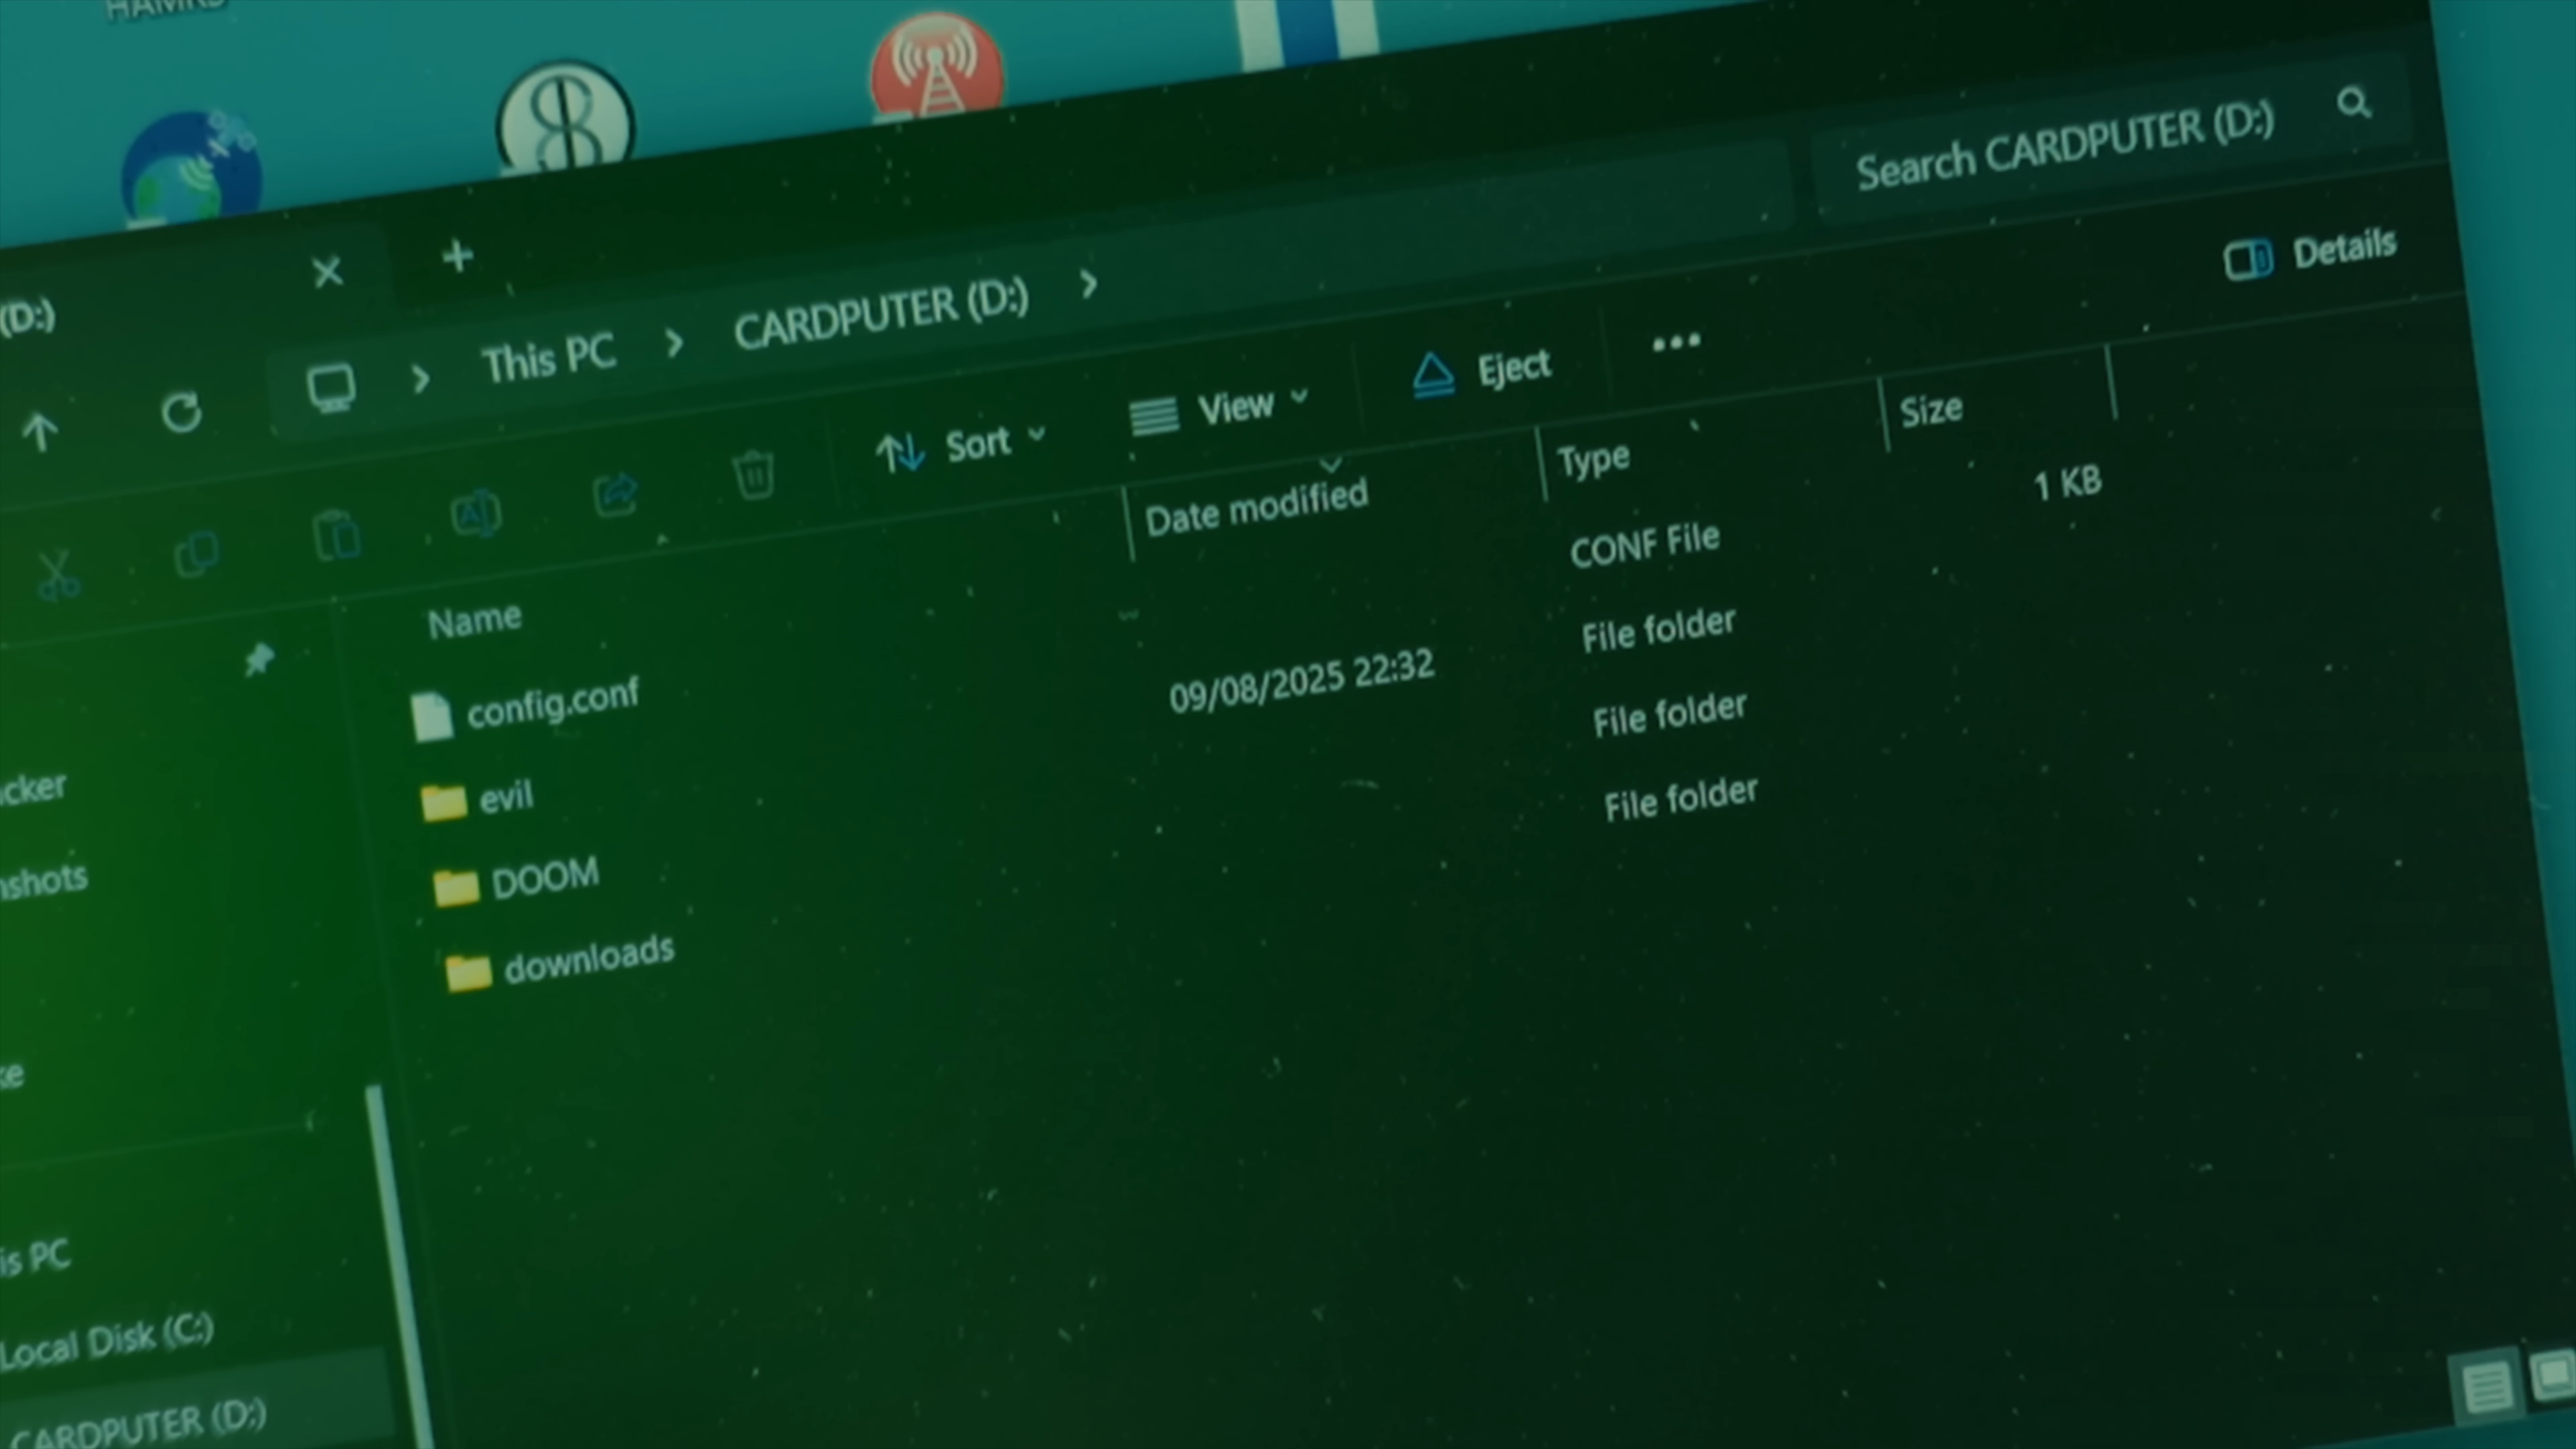 HAMRS
(D:)
This PC
CARDPUTER (D:)
Search CARDPUTER (D:)
Sort
View
Eject
Details
Name
Date modified
Type
Size
config.conf
CONF File
1 KB
evil
09/08/2025 22:32
File folder
DOOM
File folder
downloads
File folder
cker
nshots
ke
is PC
Local Disk (C:)
CARDPUTER (D:)